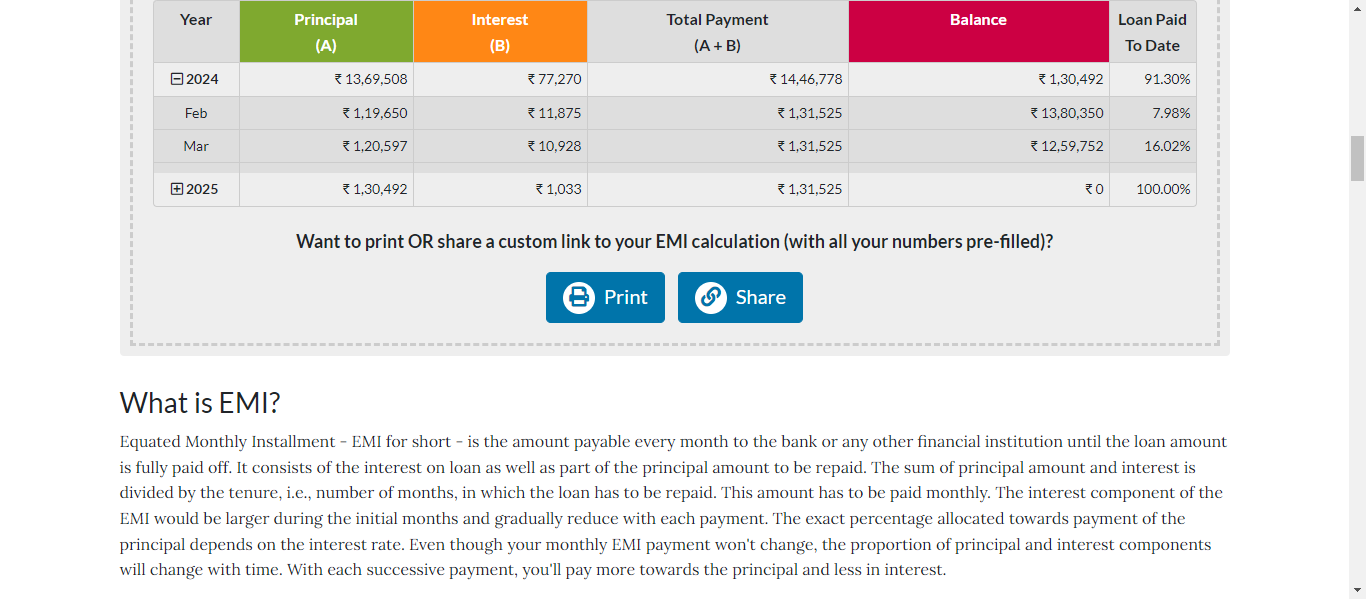 Year Principal (A) Interest (B) Total Payment (A + B) Balance Loan Paid To Date
2024 ₹ 13,69,508 ₹ 77,270 ₹ 14,46,778 ₹ 1,30,492 91.30%
Feb ₹ 1,19,650 ₹ 11,875 ₹ 1,31,525 ₹ 13,80,350 7.98%
Mar ₹ 1,20,597 ₹ 10,928 ₹ 1,31,525 ₹ 12,59,752 16.02%
2025 ₹ 1,30,492 ₹ 1,033 ₹ 1,31,525 ₹ 0 100.00%
Want to print OR share a custom link to your EMI calculation (with all your numbers pre-filled)?
Print Share
What is EMI?
Equated Monthly Installment - EMI for short - is the amount payable every month to the bank or any other financial institution until the loan amount
is fully paid off. It consists of the interest on loan as well as part of the principal amount to be repaid. The sum of principal amount and interest is
divided by the tenure, i.e., number of months, in which the loan has to be repaid. This amount has to be paid monthly. The interest component of the
EMI would be larger during the initial months and gradually reduce with each payment. The exact percentage allocated towards payment of the
principal depends on the interest rate. Even though your monthly EMI payment won't change, the proportion of principal and interest components
will change with time. With each successive payment, you'll pay more towards the principal and less in interest.